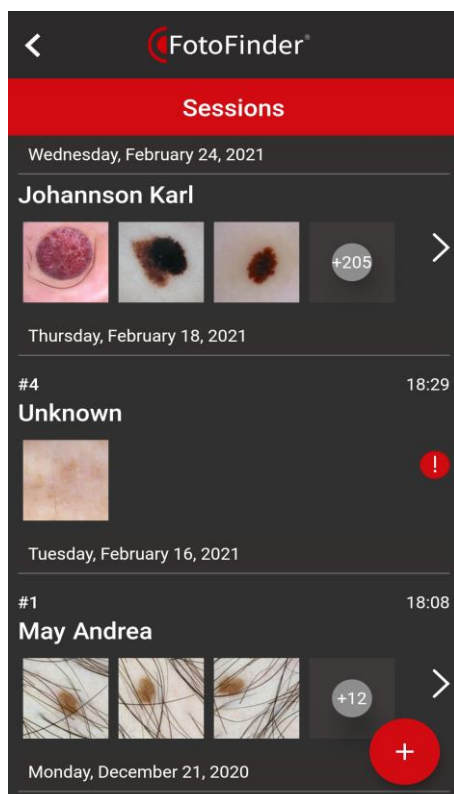 FotoFinder®
Sessions
Wednesday, February 24, 2021
Johannson Karl
+205
Thursday, February 18, 2021
#4 18:29
Unknown
!
Tuesday, February 16, 2021
#1 18:08
May Andrea
+12
+
Monday, December 21, 2020